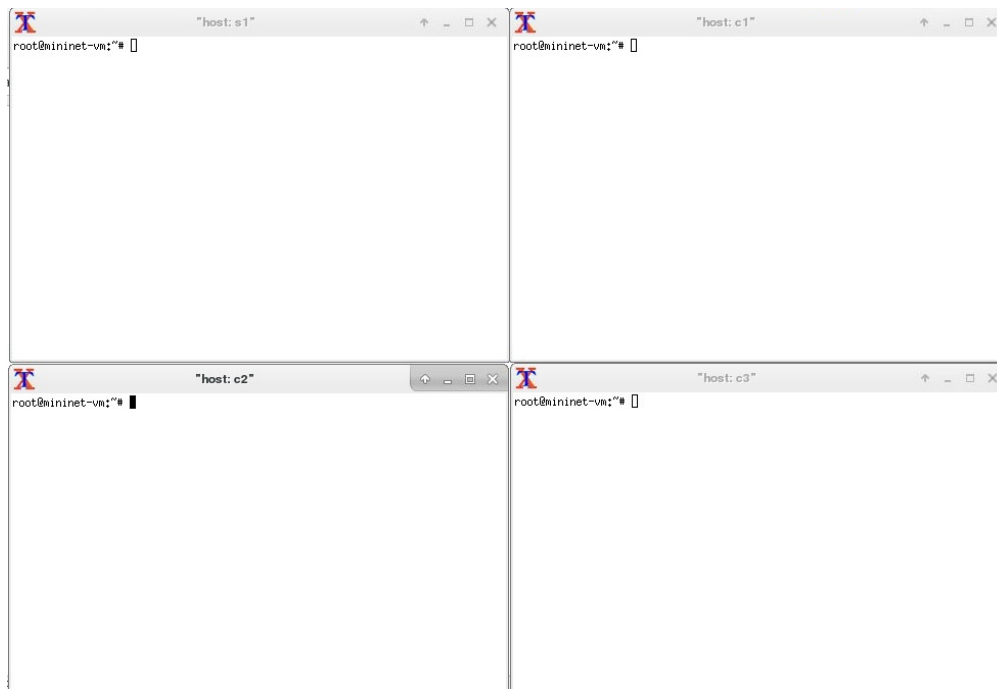 "host: s1"
root@mininet-vm:~#
"host: c1"
root@mininet-vm:~#
"host: c2"
root@mininet-vm:~#
"host: c3"
root@mininet-vm:~#